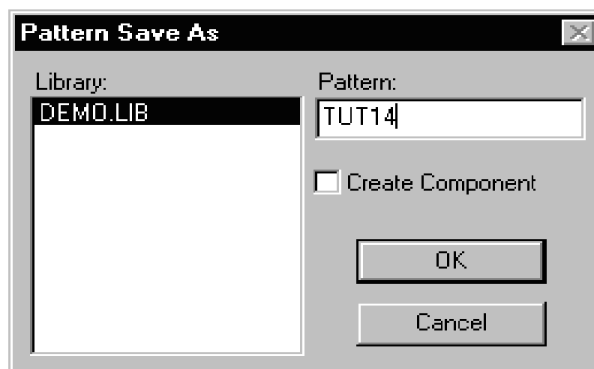 Pattern Save As
Library:
DEMO.LIB
Pattern:
TUT14
Create Component
OK
Cancel